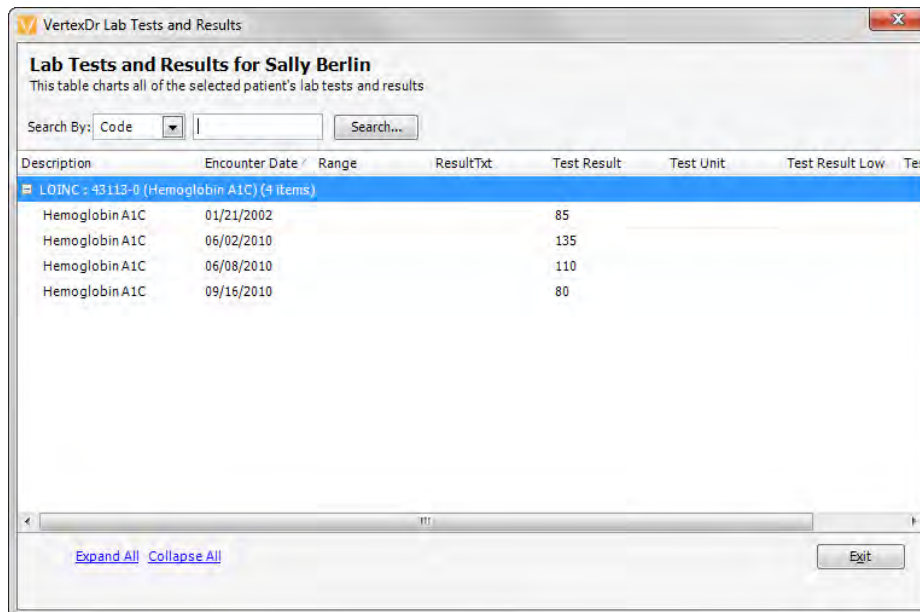 VertexDr Lab Tests and Results
Lab Tests and Results for Sally Berlin
This table charts all of the selected patient's lab tests and results
Search By: Code Search...
Description Encounter Date Range ResultTxt Test Result Test Unit Test Result Low Te
LOINC : 43113-0 (Hemoglobin A1C) (4 items)
Hemoglobin A1C 01/21/2002 85
Hemoglobin A1C 06/02/2010 135
Hemoglobin A1C 06/08/2010 110
Hemoglobin A1C 09/16/2010 80
Expand All Collapse All Exit